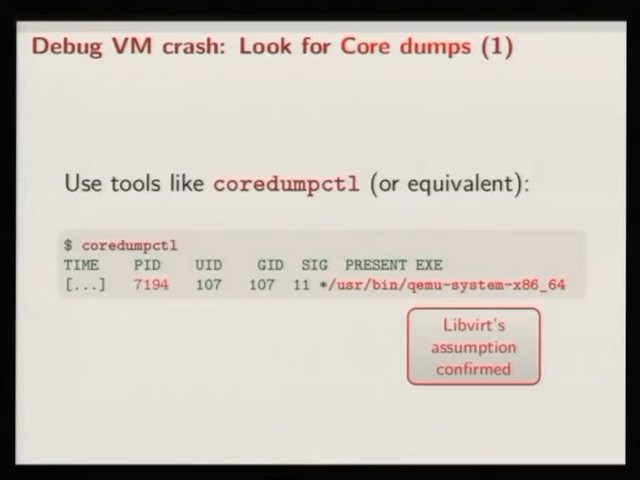 Debug VM crash: Look for Core dumps (1)
Use tools like coredumpctl (or equivalent):
$ coredumpctl
TIME PID UID GID SIG PRESENT EXE
[...] 7194 107 107 11 */usr/bin/qemu-system-x86_64
Libvirt's
assumption
confirmed